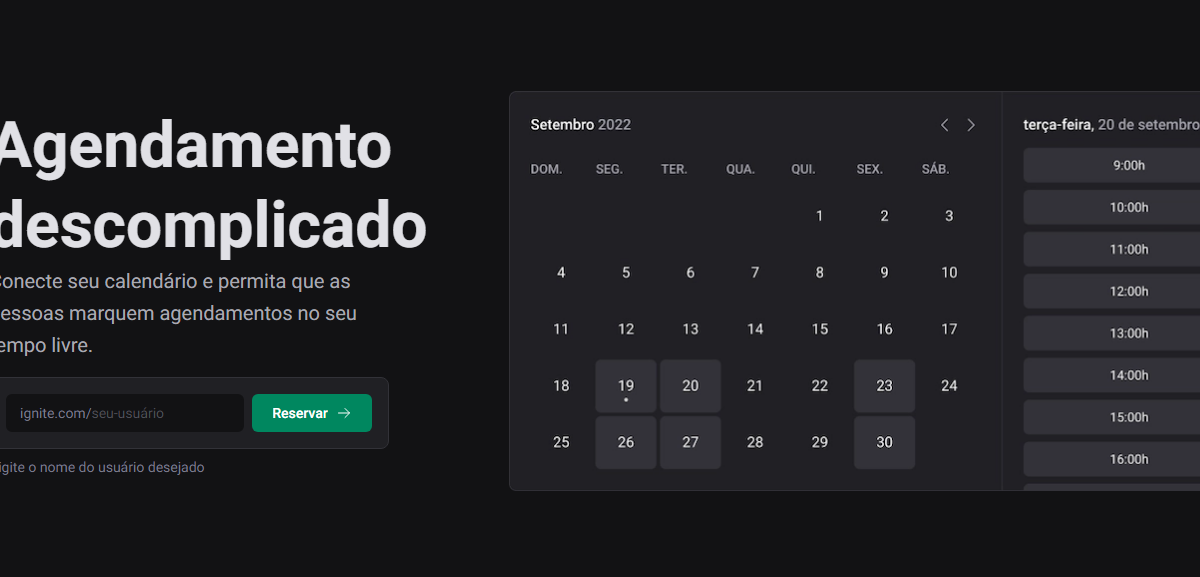 Agendamento
descomplicado
Conecte seu calendário e permita que as
pessoas marquem agendamentos no seu
tempo livre.
ignite.com/seu-usuário
Reservar →
Digite o nome do usuário desejado
Setembro 2022
DOM. SEG. TER. QUA. QUI. SEX. SÁB.
1 2 3
4 5 6 7 8 9 10
11 12 13 14 15 16 17
18 19 20 21 22 23 24
25 26 27 28 29 30
terça-feira, 20 de setembro
9:00h
10:00h
11:00h
12:00h
13:00h
14:00h
15:00h
16:00h